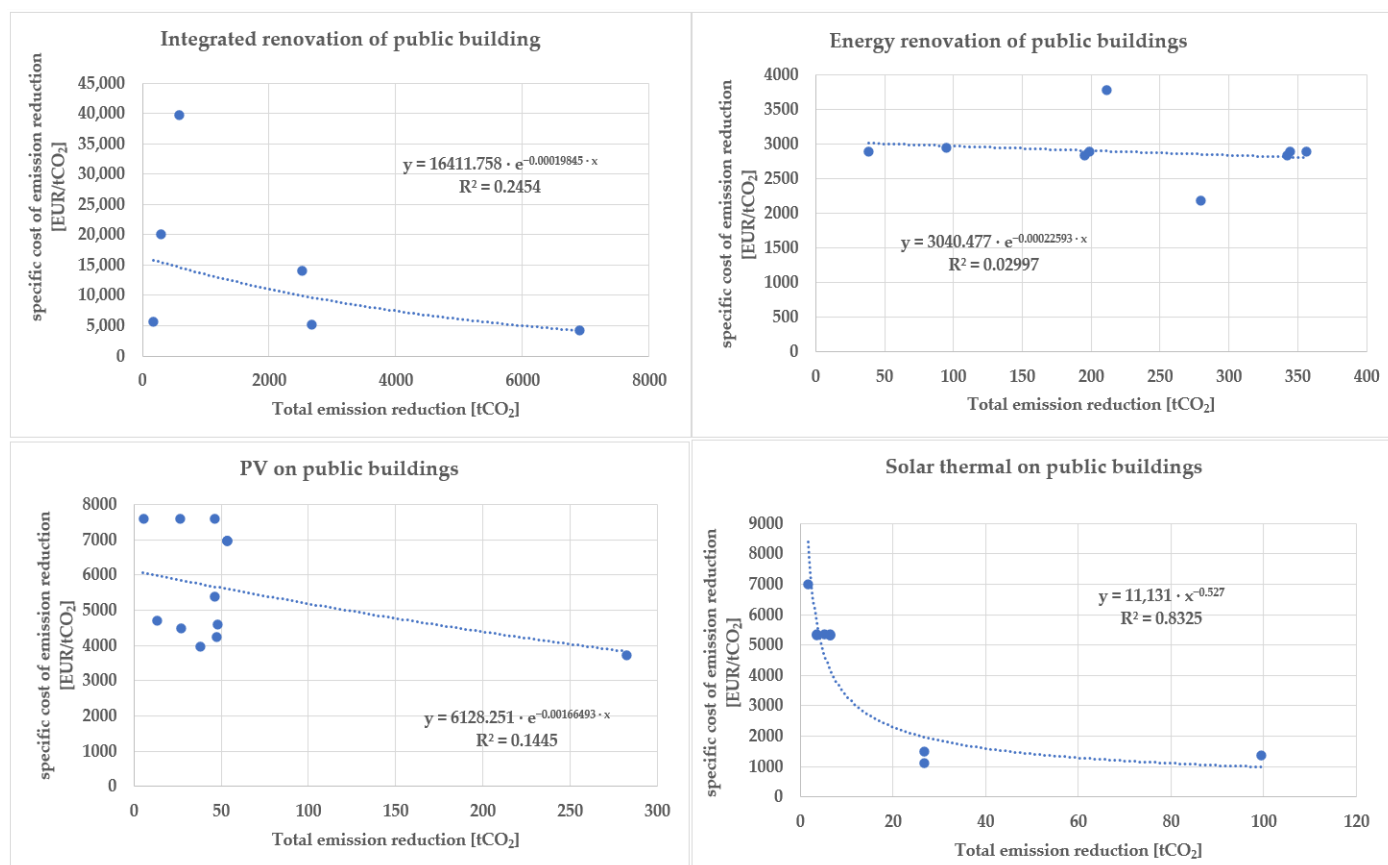 Integrated renovation of public building
specific cost of emission reduction
[EUR/tCO₂]
45,000
40,000
35,000
30,000
25,000
20,000
15,000
10,000
5,000
0
y = 16411.758 · e^–0.00019845 · x
R² = 0.2454
0 2000 4000 6000 8000
Total emission reduction [tCO₂]
Energy renovation of public buildings
specific cost of emission reduction
[EUR/tCO₂]
4000
3500
3000
2500
2000
1500
1000
500
0
y = 3040.477 · e^–0.00022593 · x
R² = 0.02997
0 50 100 150 200 250 300 350 400
Total emission reduction [tCO₂]
PV on public buildings
specific cost of emission reduction
[EUR/tCO₂]
8000
7000
6000
5000
4000
3000
2000
1000
0
y = 6128.251 · e^–0.00166493 · x
R² = 0.1445
0 50 100 150 200 250 300
Total emission reduction [tCO₂]
Solar thermal on public buildings
specific cost of emission reduction
[EUR/tCO₂]
9000
8000
7000
6000
5000
4000
3000
2000
1000
0
y = 11,131 · x^–0.527
R² = 0.8325
0 20 40 60 80 100 120
Total emission reduction [tCO₂]